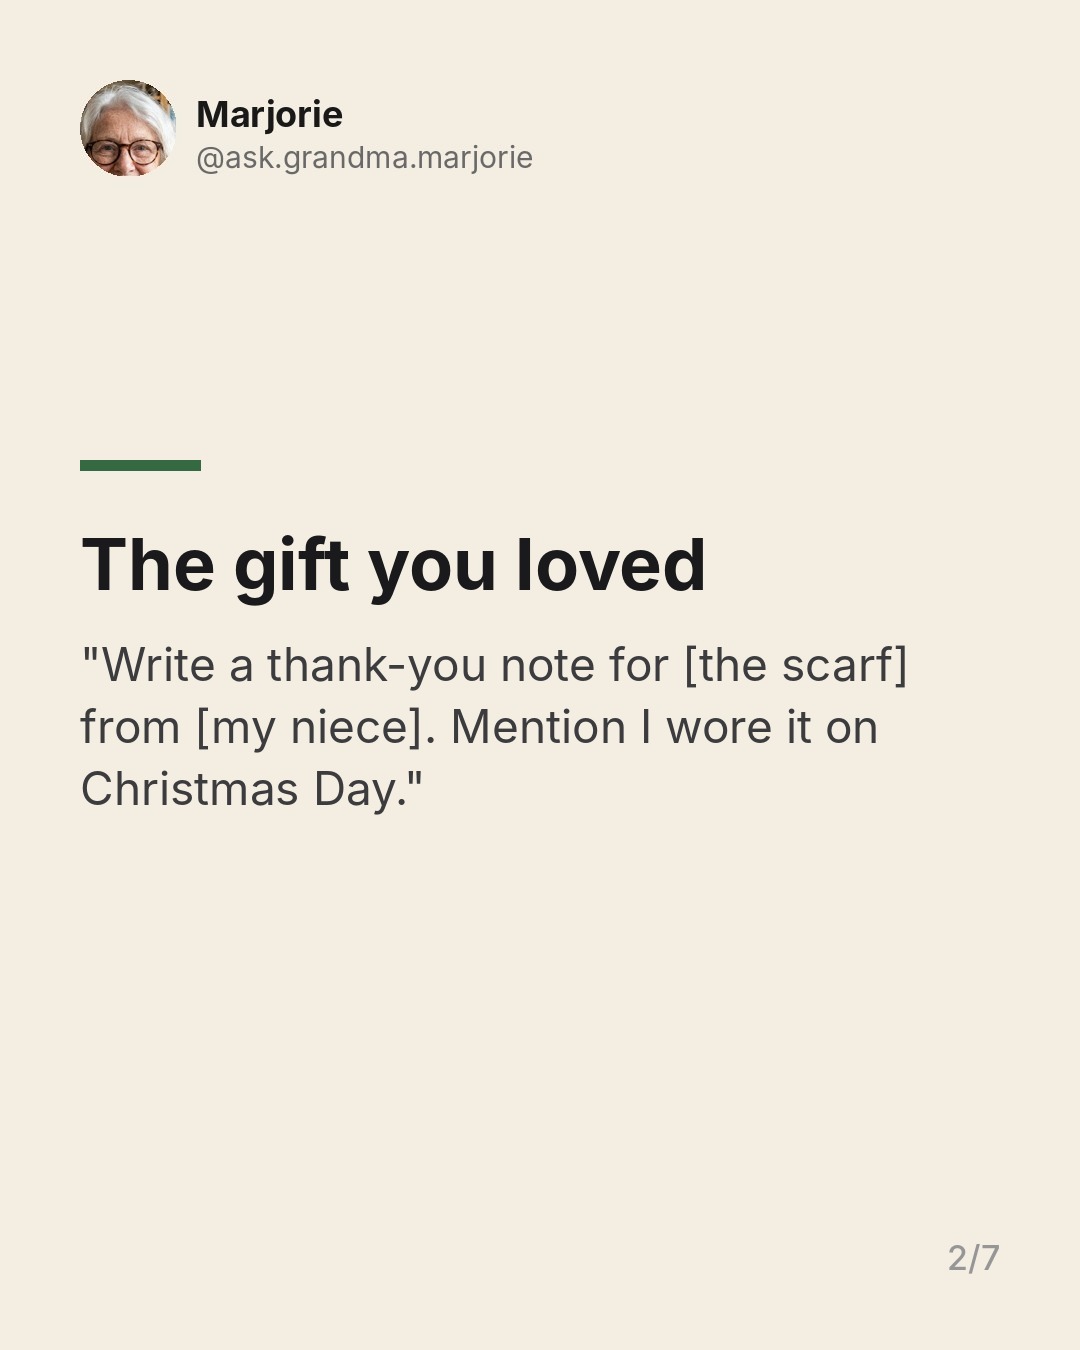 Marjorie
@ask.grandma.marjorie
The gift you loved
"Write a thank-you note for [the scarf]
from [my niece]. Mention I wore it on
Christmas Day."
2/7